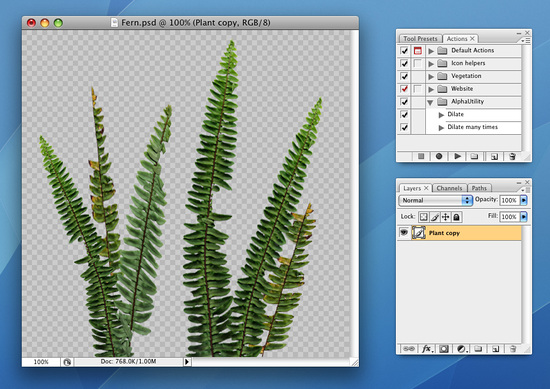 Fern.psd @ 100% (Plant copy, RGB/8)
100%
Doc: 768.0K/1.00M
Tool Presets
Actions ×
Default Actions
Icon helpers
Vegetation
Website
AlphaUtility
Dilate
Dilate many times
Layers ×
Channels
Paths
Normal
Opacity: 100%
Lock:
Fill: 100%
Plant copy
fx.